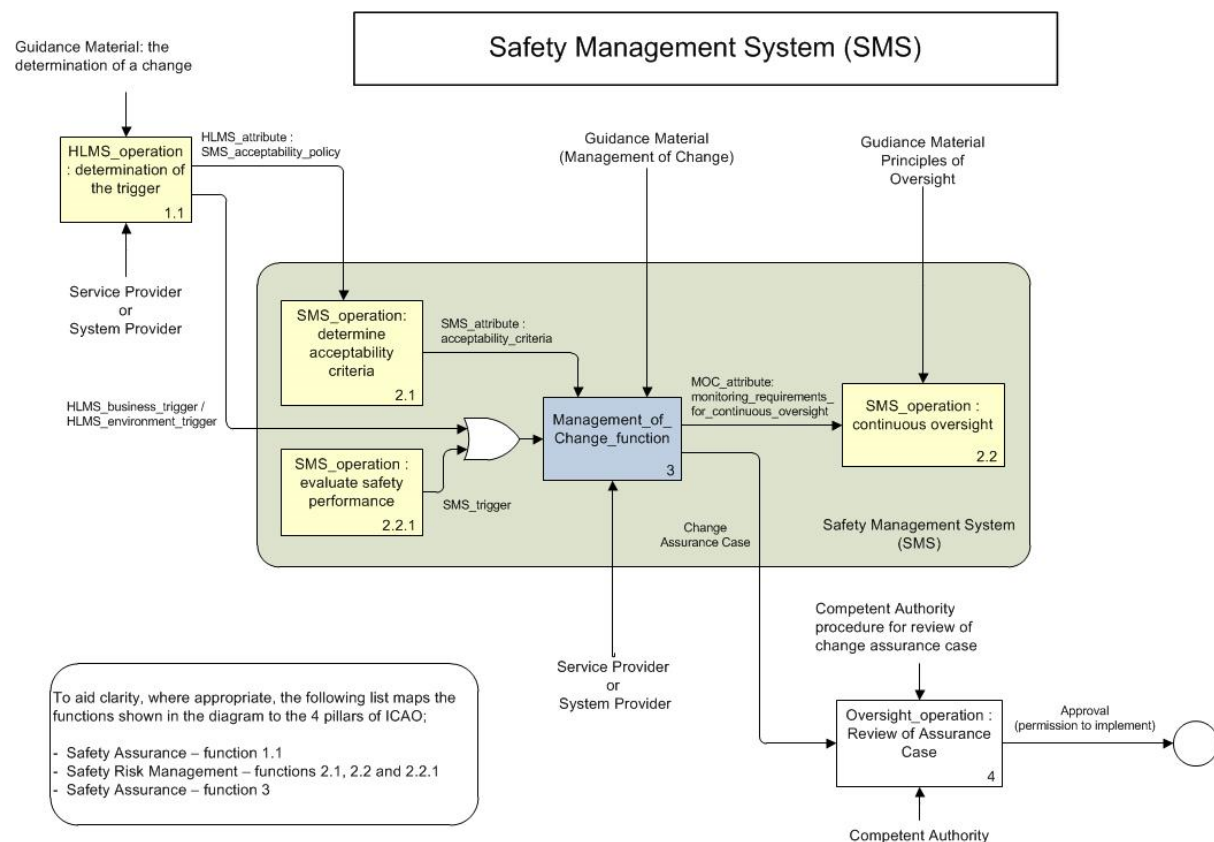 Safety Management System (SMS)
Guidance Material: the
determination of a change
HLMS_operation
: determination of
the trigger
1.1
HLMS_attribute :
SMS_acceptability_policy
Service Provider
or
System Provider
Guidance Material
(Management of Change)
Gudiance Material
Principles of
Oversight
SMS_operation:
determine
acceptability
criteria
2.1
SMS_attribute :
acceptability_criteria
HLMS_business_trigger /
HLMS_environment_trigger
SMS_operation :
evaluate safety
performance
2.2.1
SMS_trigger
Management_of_
Change_function
3
MOC_attribute:
monitoring_requirements_
for_continuous_oversight
SMS_operation :
continuous oversight
2.2
Change
Assurance Case
Safety Management System
(SMS)
Service Provider
or
System Provider
Competent Authority
procedure for review of
change assurance case
Oversight_operation :
Review of Assurance
Case
4
Approval
(permission to implement)
Competent Authority
To aid clarity, where appropriate, the following list maps the
functions shown in the diagram to the 4 pillars of ICAO;
- Safety Assurance – function 1.1
- Safety Risk Management – functions 2.1, 2.2 and 2.2.1
- Safety Assurance – function 3